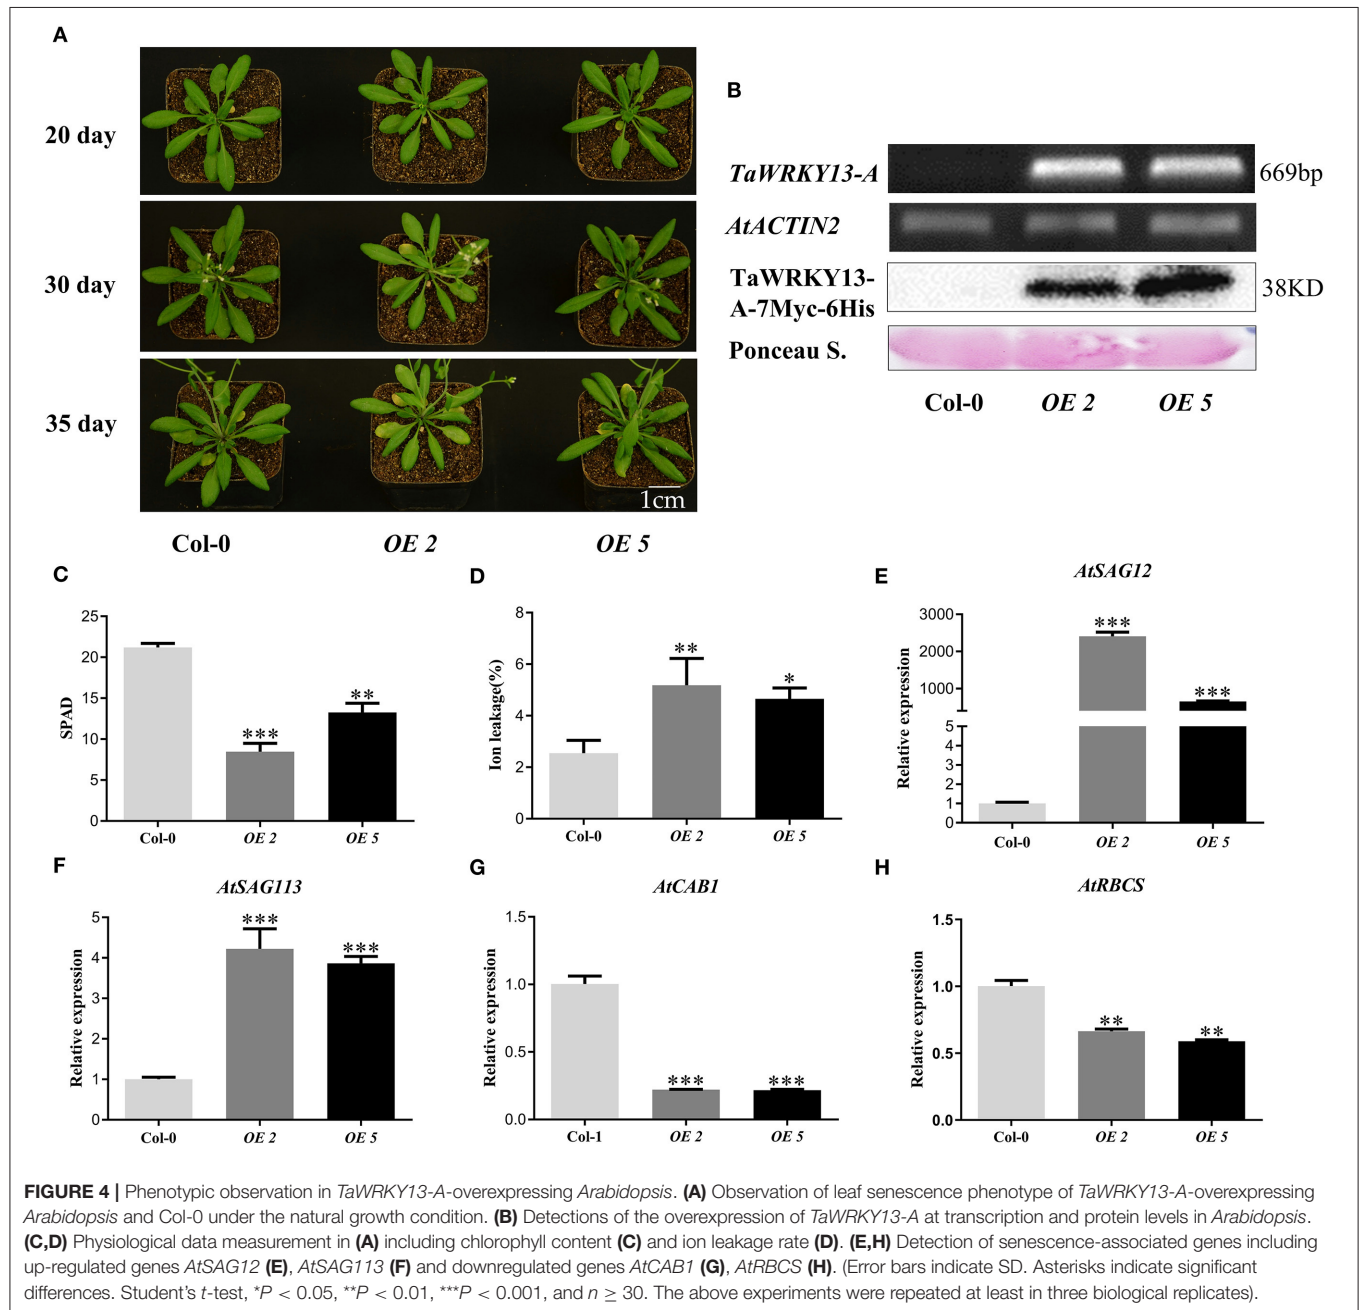 A
20 day
30 day
35 day
1cm
Col-0 OE 2 OE 5
B
TaWRKY13-A 669bp
AtACTIN2
TaWRKY13-
A-7Myc-6His
38KD
Ponceau S.
Col-0 OE 2 OE 5
C
SPAD
25
20
15
10
5
0
***
**
Col-0 OE 2 OE 5
D
Ion leakage(%)
8
6
4
2
0
**
*
Col-0 OE 2 OE 5
E
AtSAG12
Relative expression
3000
2000
1000
5
4
3
2
1
0
***
***
Col-0 OE 2 OE 5
F
AtSAG113
Relative expression
5
4
3
2
1
0
***
***
Col-0 OE 2 OE 5
G
AtCAB1
Relative expression
1.5
1.0
0.5
0.0
***
***
Col-1 OE 2 OE 5
H
AtRBCS
Relative expression
1.5
1.0
0.5
0.0
**
**
Col-0 OE 2 OE 5
FIGURE 4 | Phenotypic observation in TaWRKY13-A-overexpressing Arabidopsis. (A) Observation of leaf senescence phenotype of TaWRKY13-A-overexpressing
Arabidopsis and Col-0 under the natural growth condition. (B) Detections of the overexpression of TaWRKY13-A at transcription and protein levels in Arabidopsis.
(C,D) Physiological data measurement in (A) including chlorophyll content (C) and ion leakage rate (D). (E,H) Detection of senescence-associated genes including
up-regulated genes AtSAG12 (E), AtSAG113 (F) and downregulated genes AtCAB1 (G), AtRBCS (H). (Error bars indicate SD. Asterisks indicate significant
differences. Student's t-test, *P < 0.05, **P < 0.01, ***P < 0.001, and n ≥ 30. The above experiments were repeated at least in three biological replicates).